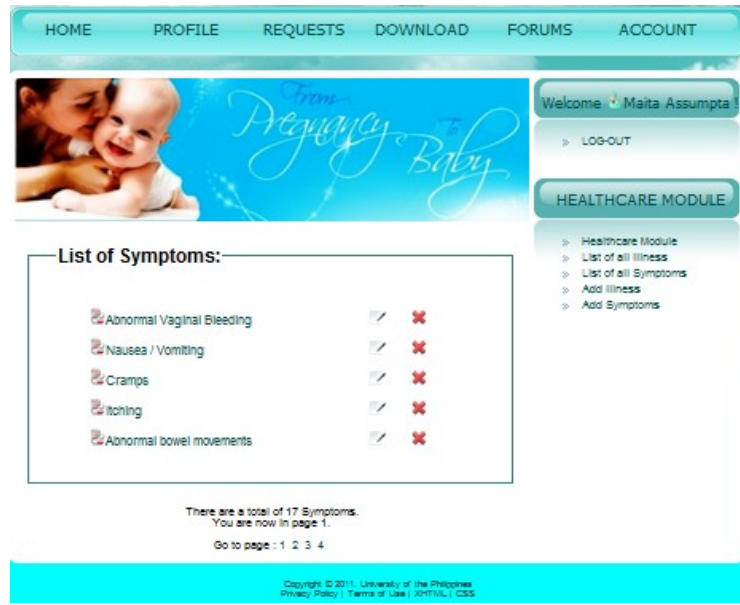 HOME PROFILE REQUESTS DOWNLOAD FORUMS ACCOUNT
From
Pregnancy To
Baby
Welcome Maita Assumpta !
LOG-OUT
HEALTHCARE MODULE
Healthcare Module
List of all Illness
List of all Symptoms
Add Illness
Add Symptoms
List of Symptoms:
Abnormal Vaginal Bleeding
Nausea / Vomiting
Cramps
Itching
Abnormal bowel movements
There are a total of 17 Symptoms.
You are now in page 1.
Go to page : 1 2 3 4
Copyright © 2011. University of the Philippines
Privacy Policy | Terms of Use | XHTML | CSS